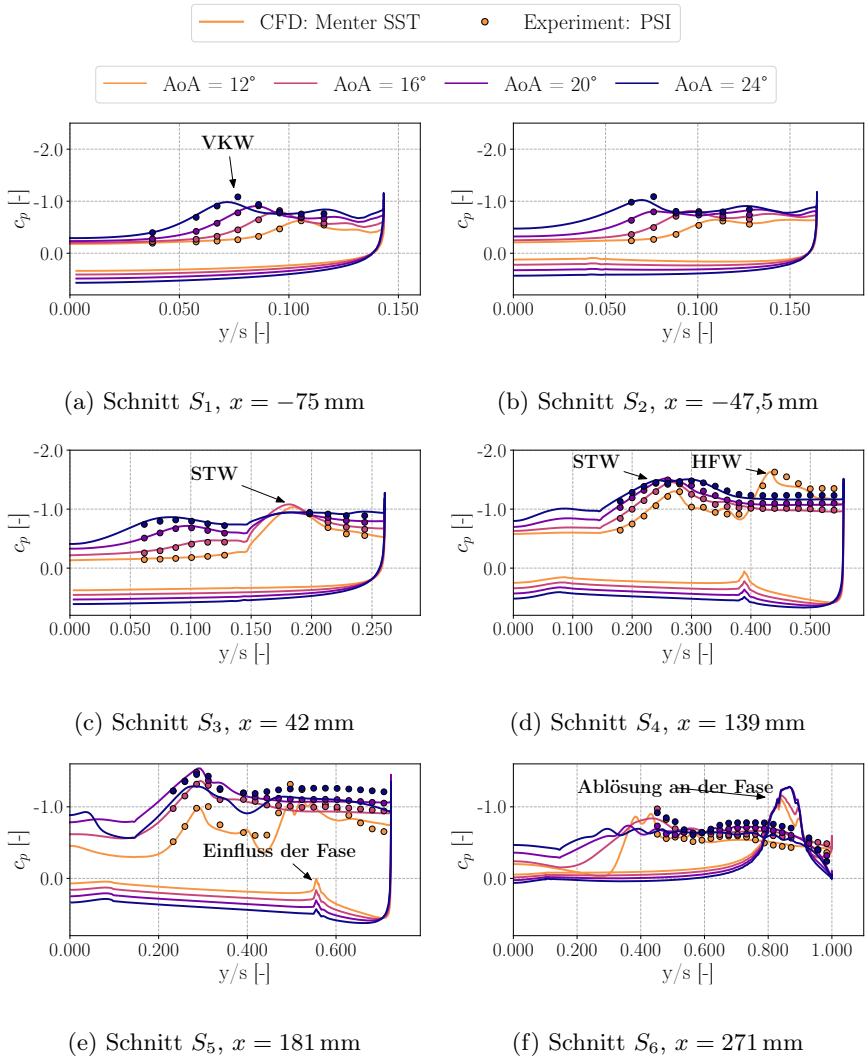 CFD: Menter SST Experiment: PSI
AoA = 12° AoA = 16° AoA = 20° AoA = 24°
VKW
-2.0
-1.0
0.0
c_p [-]
0.000 0.050 0.100 0.150
y/s [-]
(a) Schnitt S_1, x = −75 mm
-2.0
-1.0
0.0
c_p [-]
0.000 0.050 0.100 0.150
y/s [-]
(b) Schnitt S_2, x = −47,5 mm
STW
-2.0
-1.0
0.0
c_p [-]
0.000 0.050 0.100 0.150 0.200 0.250
y/s [-]
(c) Schnitt S_3, x = 42 mm
STW HFW
-2.0
-1.0
0.0
c_p [-]
0.000 0.100 0.200 0.300 0.400 0.500
y/s [-]
(d) Schnitt S_4, x = 139 mm
Einfluss der Fase
-1.0
0.0
c_p [-]
0.000 0.200 0.400 0.600
y/s [-]
(e) Schnitt S_5, x = 181 mm
Ablösung an der Fase
-1.0
0.0
c_p [-]
0.000 0.200 0.400 0.600 0.800 1.000
y/s [-]
(f) Schnitt S_6, x = 271 mm